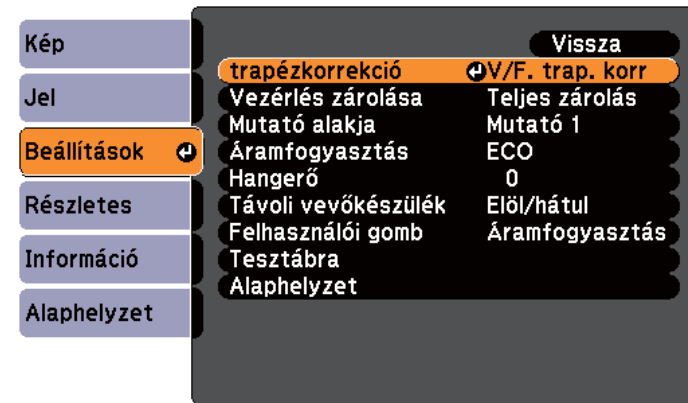 Kép
Jel
Beállítások
Részletes
Információ
Alaphelyzet
Vissza
trapézkorrekció V/F. trap. korr
Vezérlés zárolása Teljes zárolás
Mutató alakja Mutató 1
Áramfogyasztás ECO
Hangerő 0
Távoli vevőkészülék Elöl/hátul
Felhasználói gomb Áramfogyasztás
Tesztábra
Alaphelyzet